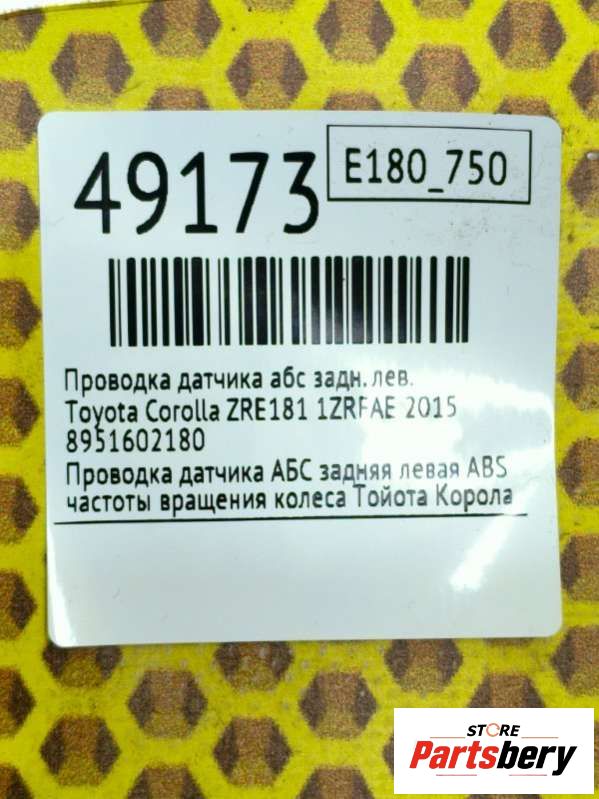 49173
E180_750
Проводка датчика абс задн. лев.
Toyota Corolla ZRE181 1ZRFAE 2015
8951602180
Проводка датчика АБС задняя левая ABS
частоты вращения колеса Тойота Корола
STORE
Partsbery